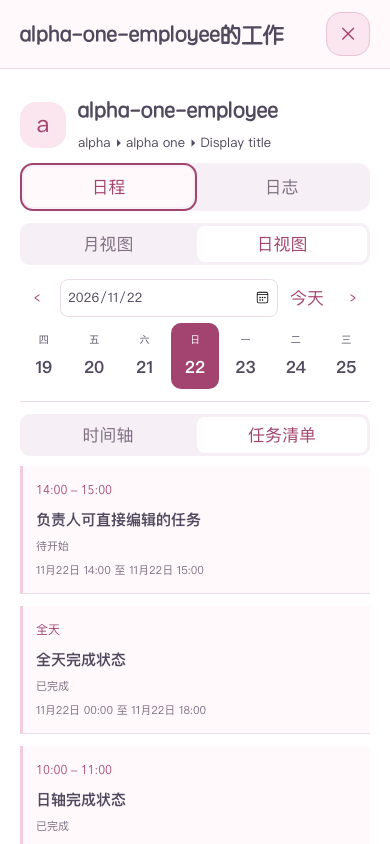 alpha-one-employee的工作
a
alpha-one-employee
alpha ▸ alpha one ▸ Display title
日程 日志
月视图 日视图
2026/11/22 今天
四 五 六 日 一 二 三
19 20 21 22 23 24 25
时间轴 任务清单
14:00 – 15:00
负责人可直接编辑的任务
待开始
11月22日 14:00 至 11月22日 15:00
全天
全天完成状态
已完成
11月22日 00:00 至 11月22日 18:00
10:00 – 11:00
日轴完成状态
已完成